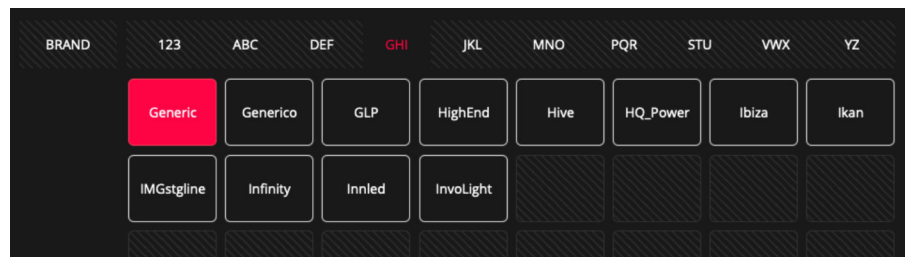 BRAND 123 ABC DEF GHI JKL MNO PQR STU VWX YZ
Generic Generico GLP HighEnd Hive HQ_Power Ibiza Ikan
IMGstgline Infinity Innled InvoLight